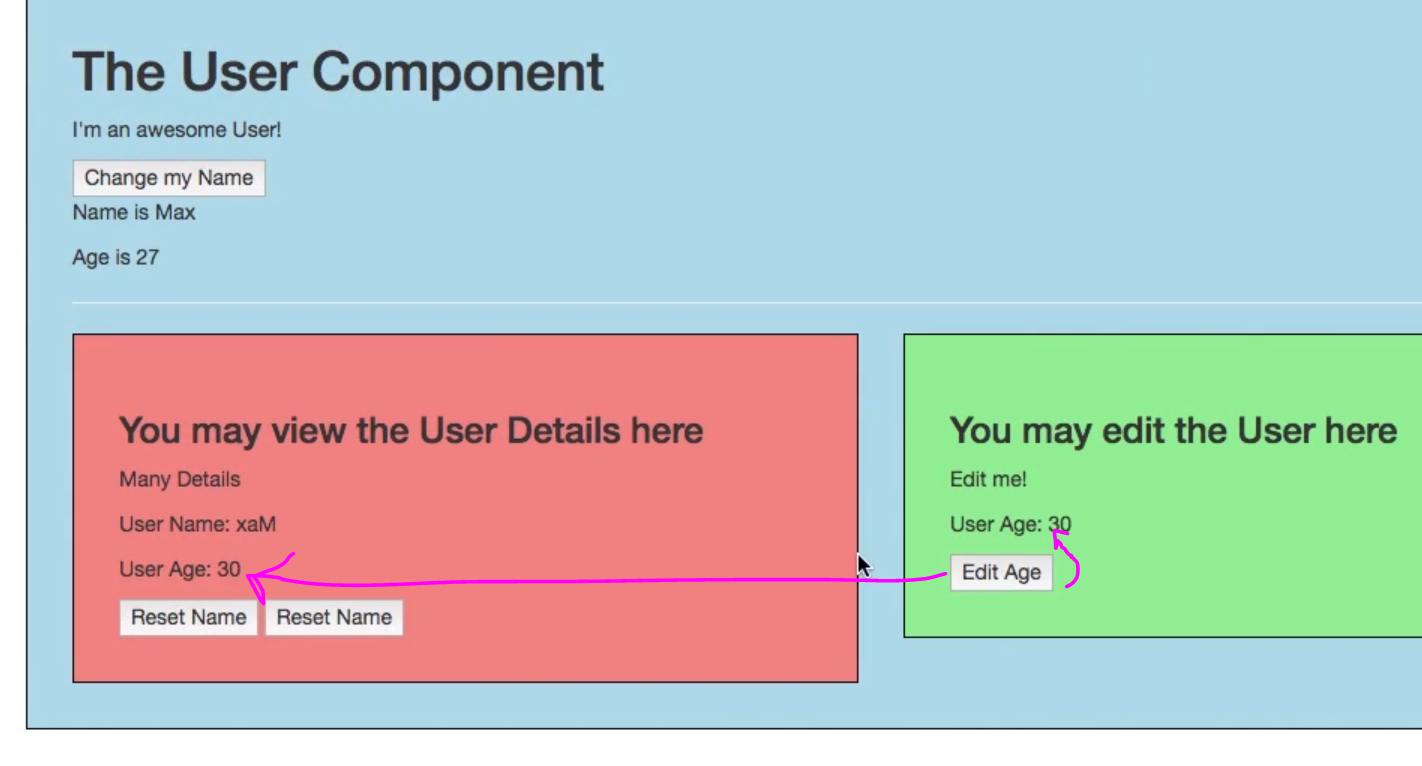 The User Component
I'm an awesome User!
Change my Name
Name is Max
Age is 27
You may view the User Details here
Many Details
User Name: xaM
User Age: 30
Reset Name Reset Name
You may edit the User here
Edit me!
User Age: 30
Edit Age